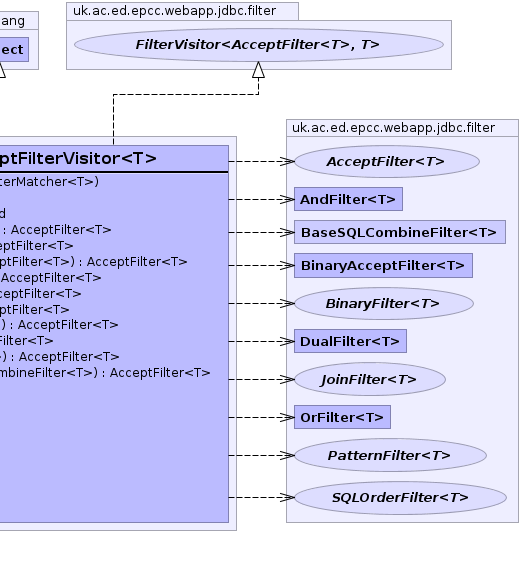 uk.ac.ed.epcc.webapp.jdbc.filter
ang
ect
FilterVisitor<AcceptFilter<T>, T>
uk.ac.ed.epcc.webapp.jdbc.filter
ptFilterVisitor<T>
terMatcher<T>)
d
) : AcceptFilter<T>
eptFilter<T>
ptFilter<T>) : AcceptFilter<T>
AcceptFilter<T>
ceptFilter<T>
ptFilter<T>
) : AcceptFilter<T>
Filter<T>
>) : AcceptFilter<T>
ombineFilter<T>) : AcceptFilter<T>
AcceptFilter<T>
AndFilter<T>
BaseSQLCombineFilter<T>
BinaryAcceptFilter<T>
BinaryFilter<T>
DualFilter<T>
JoinFilter<T>
OrFilter<T>
PatternFilter<T>
SQLOrderFilter<T>